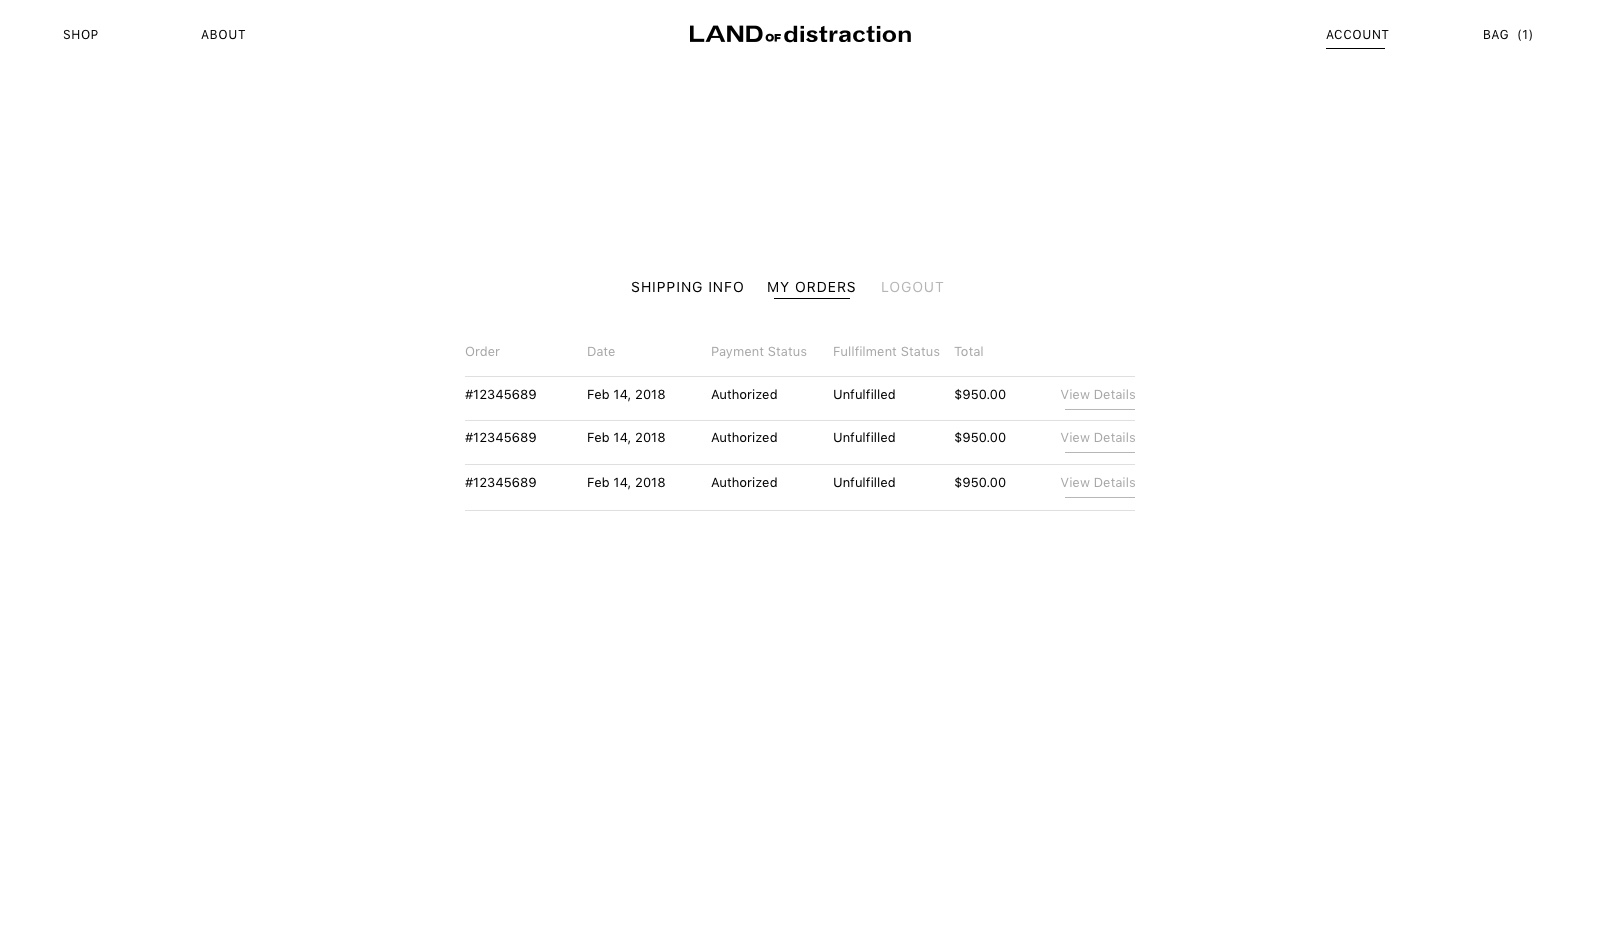 SHOP ABOUT LAND OF distraction ACCOUNT BAG (1)
SHIPPING INFO MY ORDERS LOGOUT
Order Date Payment Status Fullfilment Status Total
#12345689 Feb 14, 2018 Authorized Unfulfilled $950.00 View Details
#12345689 Feb 14, 2018 Authorized Unfulfilled $950.00 View Details
#12345689 Feb 14, 2018 Authorized Unfulfilled $950.00 View Details